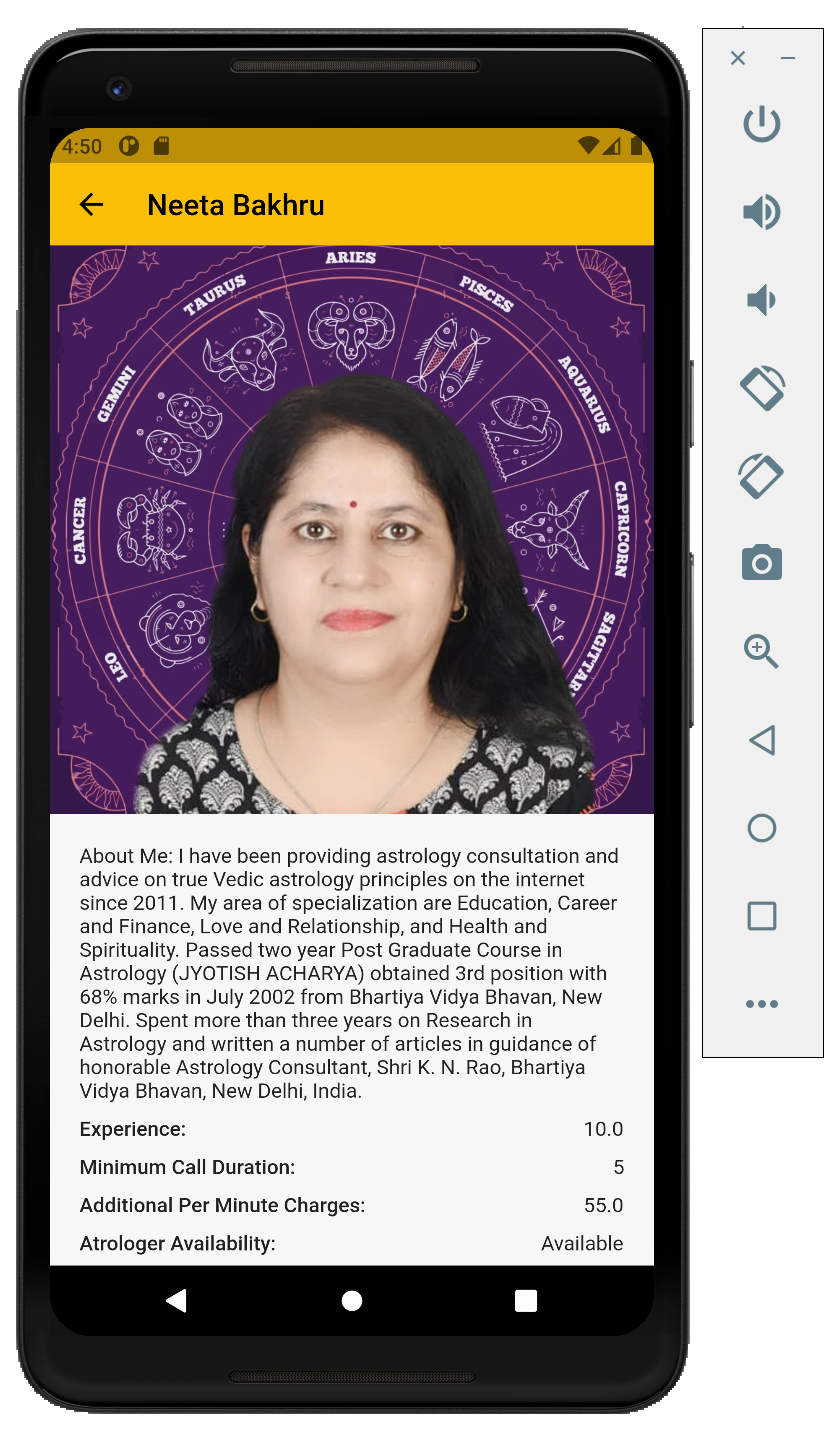 4:50
Neeta Bakhru
ARIES
TAURUS
PISCES
GEMINI
AQUARIUS
CANCER
CAPRICORN
LEO
About Me: I have been providing astrology consultation and
advice on true Vedic astrology principles on the internet
since 2011. My area of specialization are Education, Career
and Finance, Love and Relationship, and Health and
Spirituality. Passed two year Post Graduate Course in
Astrology (JYOTISH ACHARYA) obtained 3rd position with
68% marks in July 2002 from Bhartiya Vidya Bhavan, New
Delhi. Spent more than three years on Research in
Astrology and written a number of articles in guidance of
honorable Astrology Consultant, Shri K. N. Rao, Bhartiya
Vidya Bhavan, New Delhi, India.
Experience: 10.0
Minimum Call Duration: 5
Additional Per Minute Charges: 55.0
Atrologer Availability: Available